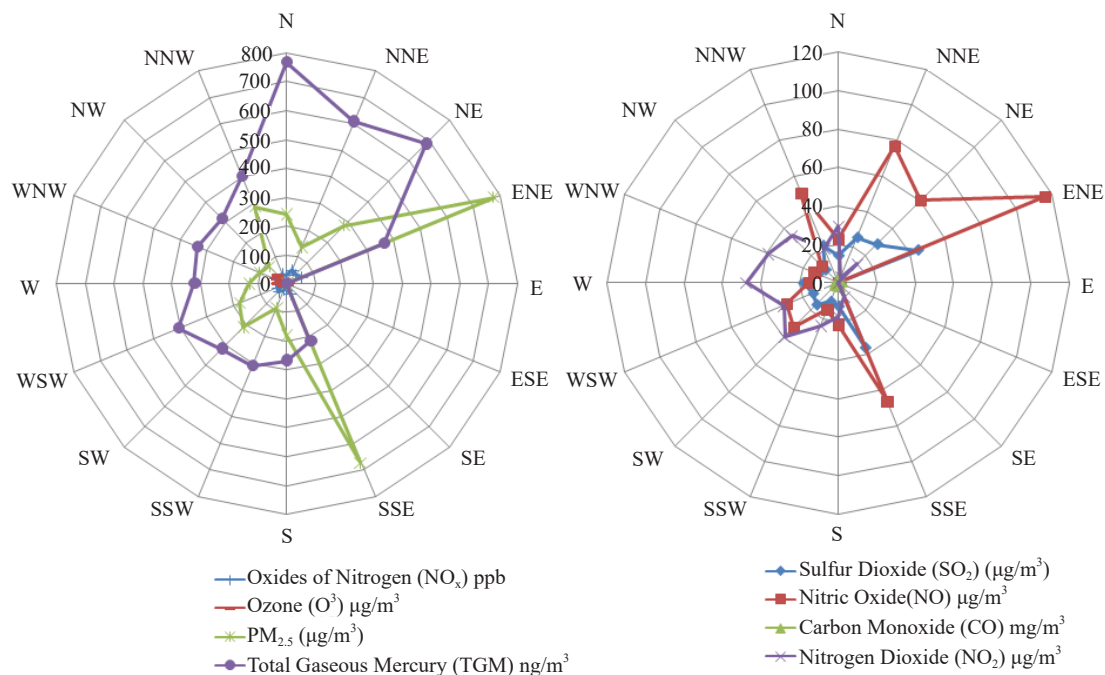 N
NNE
NE
ENE
E
ESE
SE
SSE
S
SSW
SW
WSW
W
WNW
NW
NNW
800
700
600
500
400
300
200
100
0
Oxides of Nitrogen (NOₓ) ppb
Ozone (O³) μg/m³
PM₂.₅ (μg/m³)
Total Gaseous Mercury (TGM) ng/m³
N
NNE
NE
ENE
E
ESE
SE
SSE
S
SSW
SW
WSW
W
WNW
NW
NNW
120
100
80
60
40
20
0
Sulfur Dioxide (SO₂) (μg/m³)
Nitric Oxide(NO) μg/m³
Carbon Monoxide (CO) mg/m³
Nitrogen Dioxide (NO₂) μg/m³